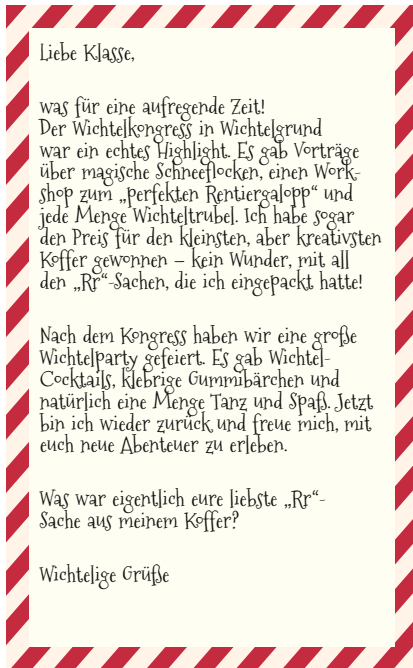 Liebe Klasse,
was für eine aufregende Zeit!
Der Wichtelkongress in Wichtelgrund
war ein echtes Highlight. Es gab Vorträge
über magische Schneeflocken, einen Work-
shop zum „perfekten Rentiergalopp“ und
jede Menge Wichteltrubel. Ich habe sogar
den Preis für den kleinsten, aber kreativsten
Koffer gewonnen – kein Wunder, mit all
den „Rr“-Sachen, die ich eingepackt hatte!
Nach dem Kongress haben wir eine große
Wichtelparty gefeiert. Es gab Wichtel-
Cocktails, klebrige Gummibärchen und
natürlich eine Menge Tanz und Spaß. Jetzt
bin ich wieder zurück und freue mich, mit
euch neue Abenteuer zu erleben.
Was war eigentlich eure liebste „Rr“-
Sache aus meinem Koffer?
Wichtelige Grüße